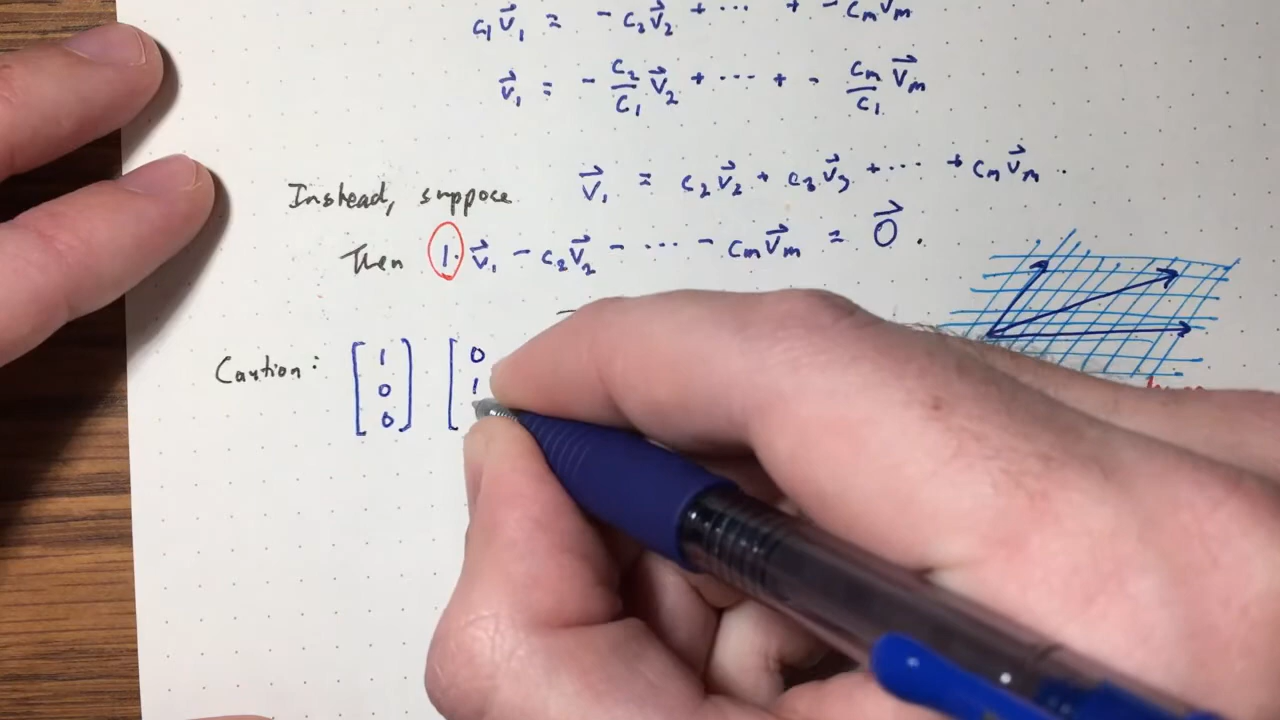 c₁v⃗₁ = - c₂v⃗₂ + ··· + - cₘv⃗ₘ
v⃗₁ = - c₂/c₁ v⃗₂ + ··· + - cₘ/c₁ v⃗ₘ
Instead, suppose v⃗₁ = c₂v⃗₂ + c₃v⃗₃ + ··· + cₘv⃗ₘ.
Then 1· v⃗₁ - c₂v⃗₂ - ··· - cₘv⃗ₘ = 0⃗.
Caution: [1 0 0] [0 1